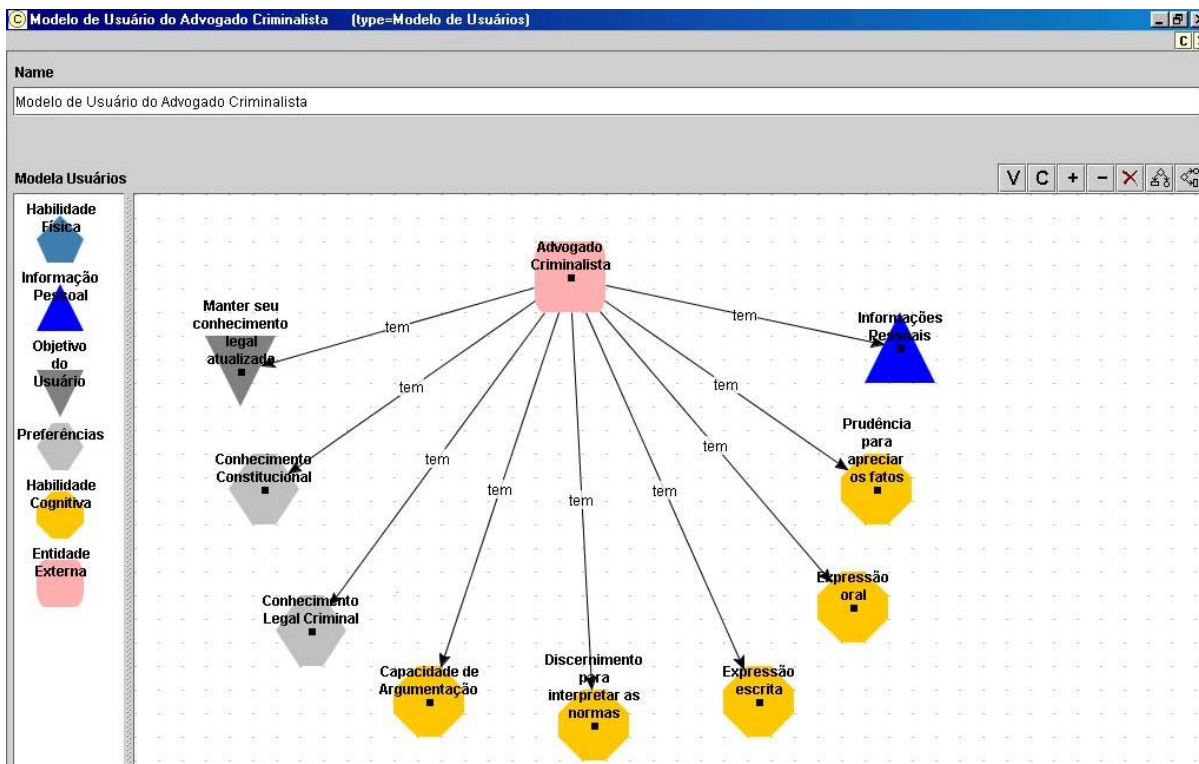 C Modelo de Usuário do Advogado Criminalista (type=Modelo de Usuários)
C
Name
Modelo de Usuário do Advogado Criminalista
Modela Usuários
V C + -
Habilidade
Física
Informação
Pessoal
Objetivo
do
Usuário
Preferências
Habilidade
Cognitiva
Entidade
Externa
Advogado
Criminalista
Manter seu
conhecimento
legal
atualizado
tem
tem
tem
tem
tem
tem
tem
tem
tem
Informações
Pessoais
Prudência
para
apreciar
os fatos
Conhecimento
Constitucional
Expressão
oral
Conhecimento
Legal Criminal
Capacidade de
Argumentação
Discernimento
para
interpretar as
normas
Expressão
escrita